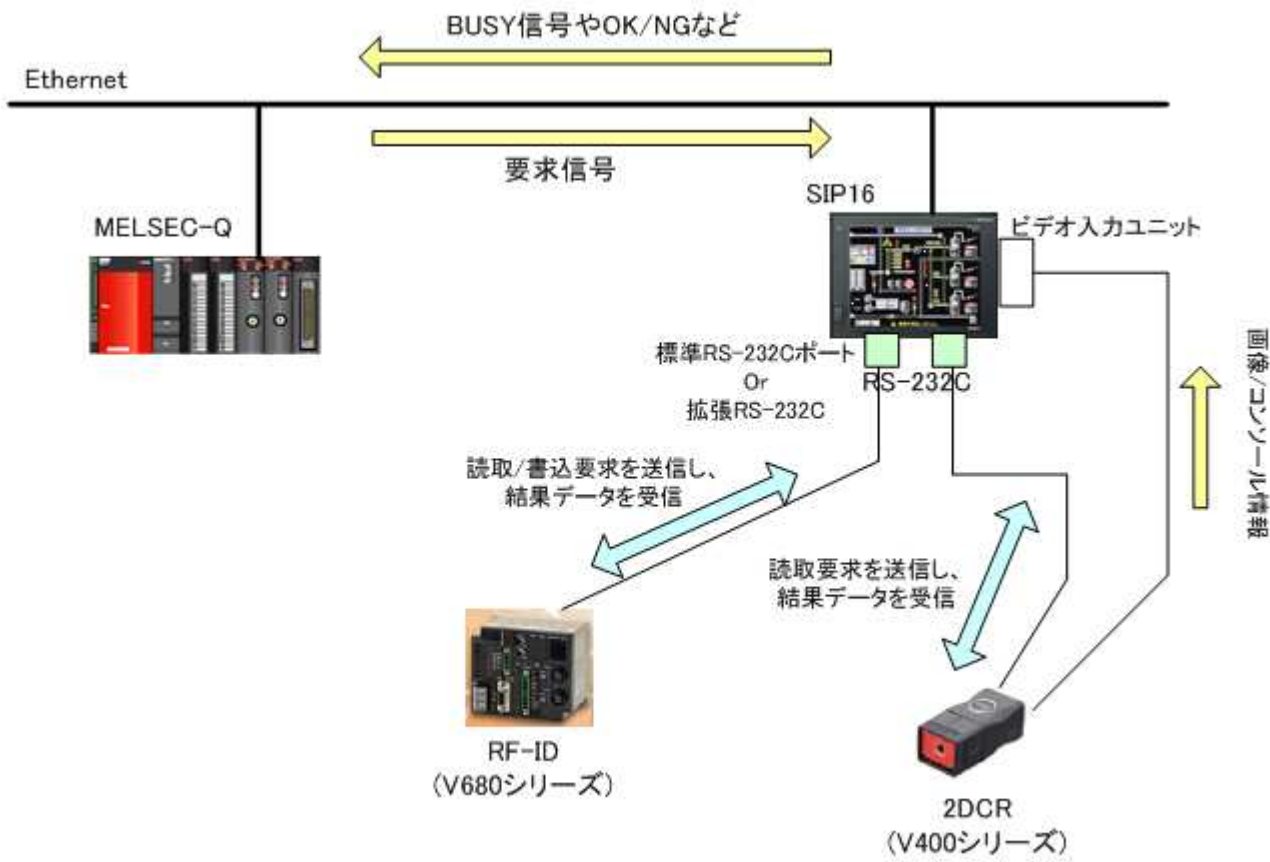 BUSY信号やOK/NGなど
Ethernet
要求信号
SIP16
MELSEC-Q
ビデオ入力ユニット
標準RS-232Cポート
Or
拡張RS-232C
RS-232C
画像/コンソール情報
読取/書込要求を送信し、
結果データを受信
読取要求を送信し、
結果データを受信
RF-ID
(V680シリーズ)
2DCR
(V400シリーズ)